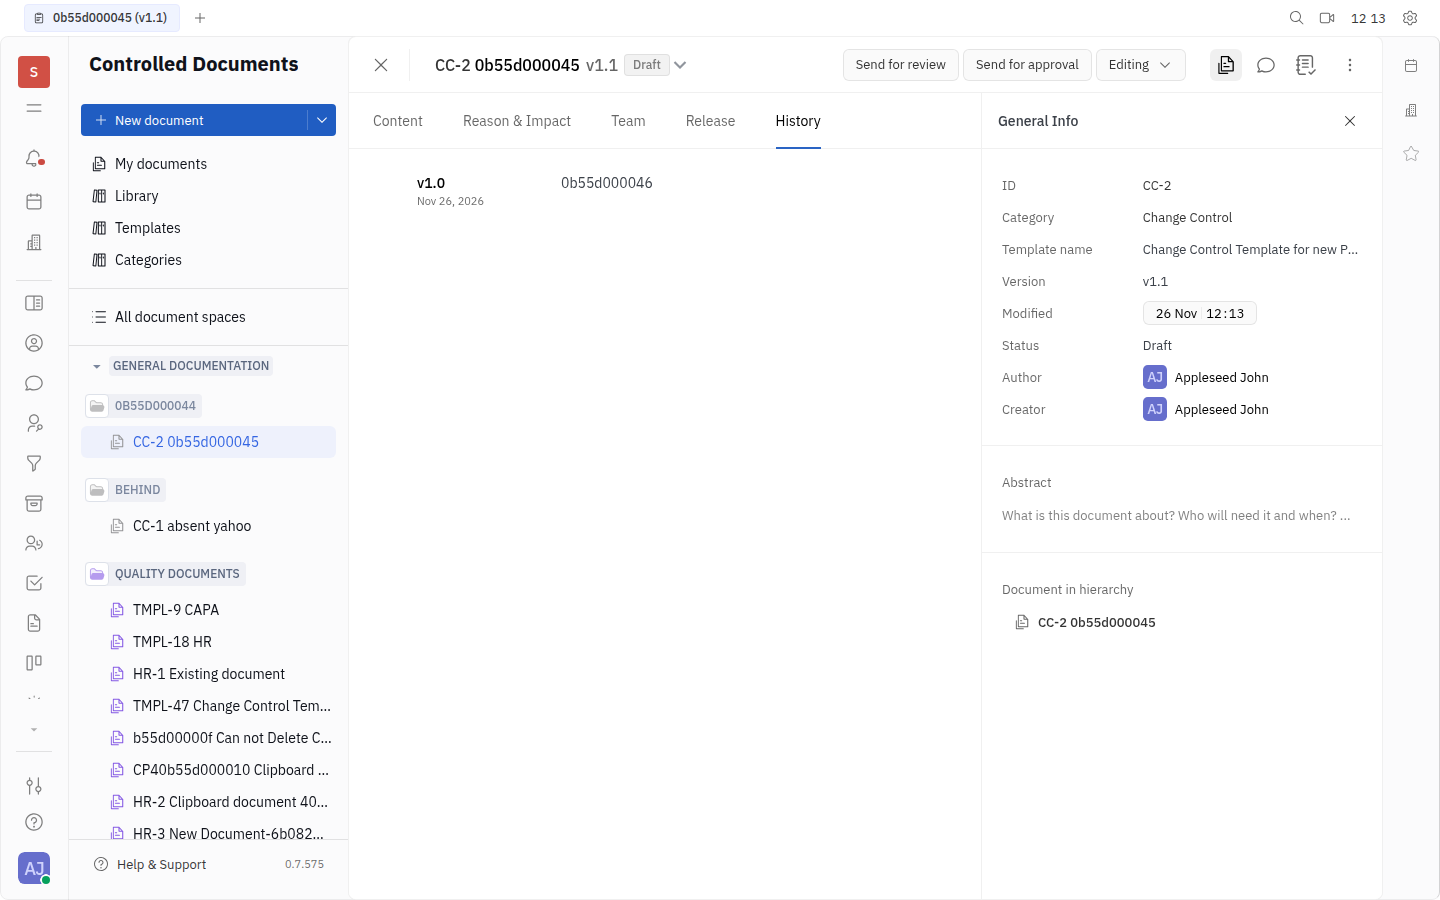 0b55d000045 (v1.1)
12 13
S
Controlled Documents
New document
My documents
Library
Templates
Categories
All document spaces
GENERAL DOCUMENTATION
0B55D000044
CC-2 0b55d000045
BEHIND
CC-1 absent yahoo
QUALITY DOCUMENTS
TMPL-9 CAPA
TMPL-18 HR
HR-1 Existing document
TMPL-47 Change Control Tem...
b55d00000f Can not Delete C...
CP40b55d000010 Clipboard ...
HR-2 Clipboard document 40...
HR-3 New Document-6b082...
Help & Support 0.7.575
AJ
CC-2 0b55d000045 v1.1 Draft
Send for review
Send for approval
Editing
Content
Reason & Impact
Team
Release
History
v1.0 0b55d000046
Nov 26, 2026
General Info
ID CC-2
Category Change Control
Template name Change Control Template for new P...
Version v1.1
Modified 26 Nov 12:13
Status Draft
Author AJ Appleseed John
Creator AJ Appleseed John
Abstract
What is this document about? Who will need it and when? ...
Document in hierarchy
CC-2 0b55d000045